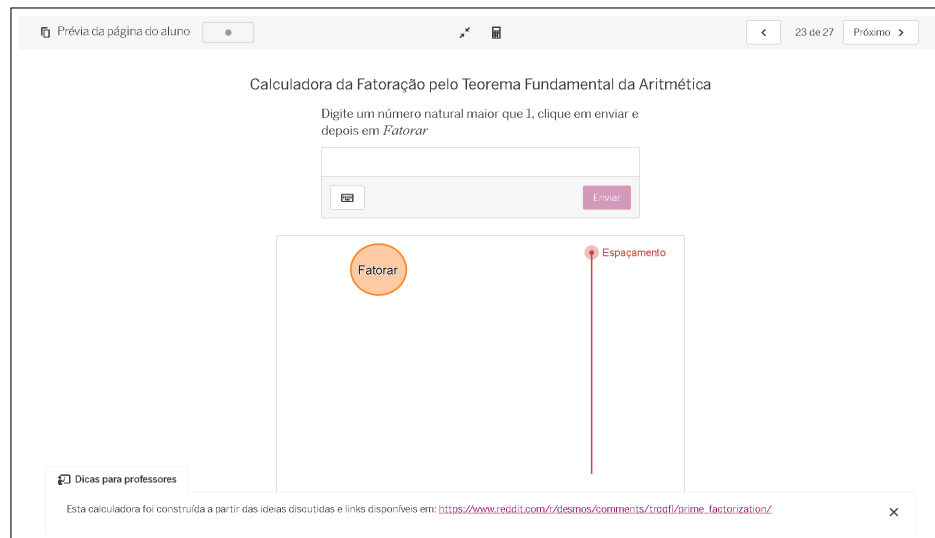 Prévia da página do aluno
23 de 27
Próximo
Calculadora da Fatoração pelo Teorema Fundamental da Aritmética
Digite um número natural maior que 1, clique em enviar e
depois em Fatorar
Enviar
Fatorar
Espaçamento
Dicas para professores
Esta calculadora foi construída a partir das ideias discutidas e links disponíveis em: https://www.reddit.com/r/desmos/comments/troqfl/prime_factorization/